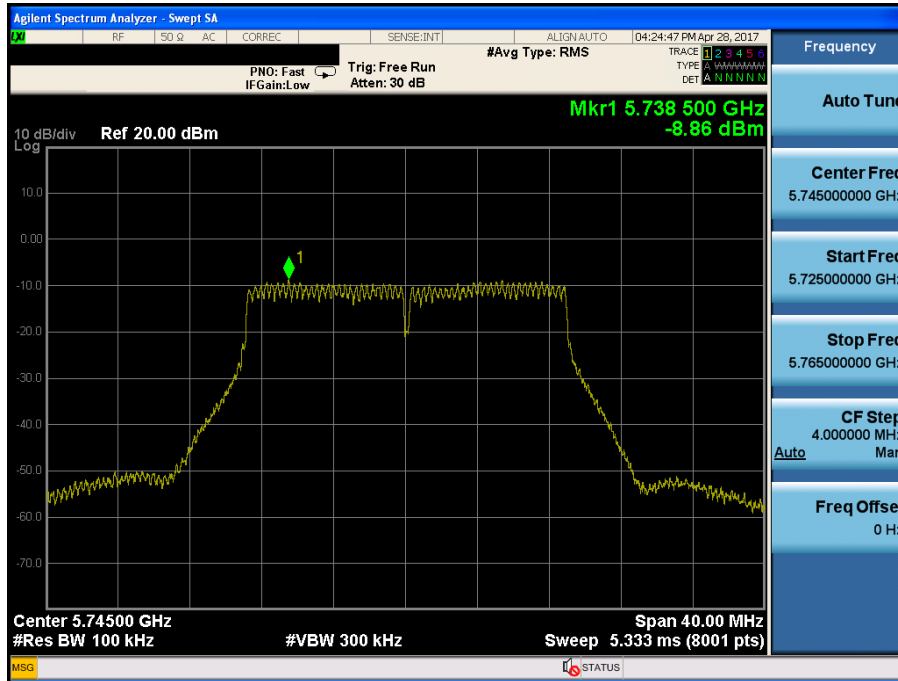 Agilent Spectrum Analyzer - Swept SA
LXI RF 50 Ω AC CORREC SENSE:INT ALIGN AUTO 04:24:47 PM Apr 28, 2017
PNO: Fast
IFGain:Low
Trig: Free Run
Atten: 30 dB
#Avg Type: RMS
TRACE 1 2 3 4 5 6
TYPE A WWWWWW
DET A N N N N N
Mkr1 5.738 500 GHz
-8.86 dBm
10 dB/div Ref 20.00 dBm
Log
1
10.0
0.00
-10.0
-20.0
-30.0
-40.0
-50.0
-60.0
-70.0
Center 5.74500 GHz
Span 40.00 MHz
#Res BW 100 kHz
#VBW 300 kHz
Sweep 5.333 ms (8001 pts)
MSG
STATUS
Frequency
Auto Tune
Center Freq
5.745000000 GHz
Start Freq
5.725000000 GHz
Stop Freq
5.765000000 GHz
CF Step
4.000000 MHz
Auto Man
Freq Offset
0 Hz